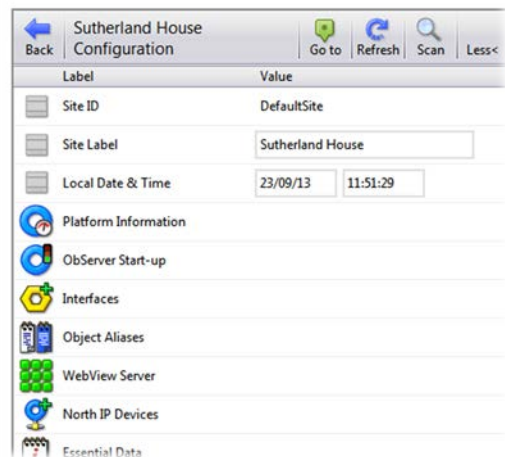 Sutherland House
Configuration
Back
Go to
Refresh
Scan
Less<
Label Value
Site ID DefaultSite
Site Label Sutherland House
Local Date & Time 23/09/13 11:51:29
Platform Information
ObServer Start-up
Interfaces
Object Aliases
WebView Server
North IP Devices
Essential Data